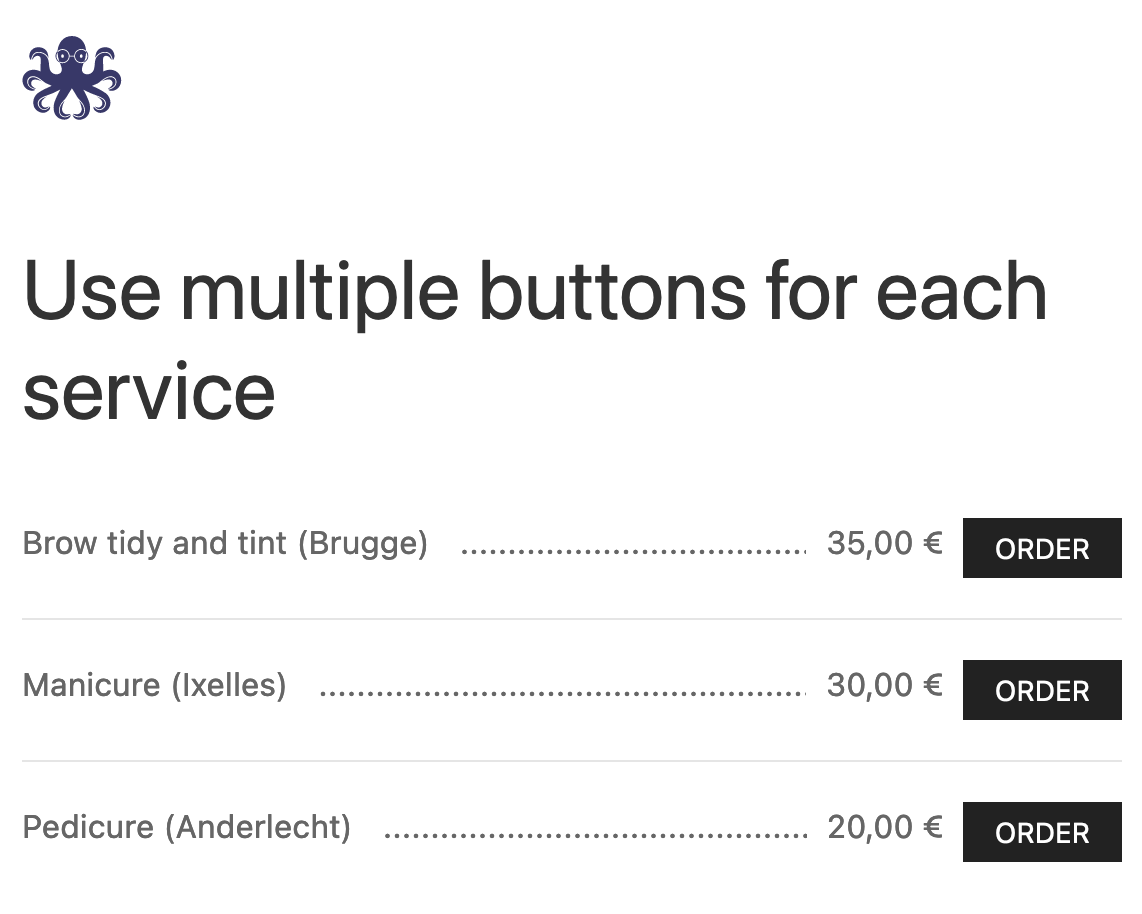 Use multiple buttons for each
service
Brow tidy and tint (Brugge) ..................................... 35,00 € ORDER
Manicure (Ixelles) .................................................... 30,00 € ORDER
Pedicure (Anderlecht) ............................................. 20,00 € ORDER